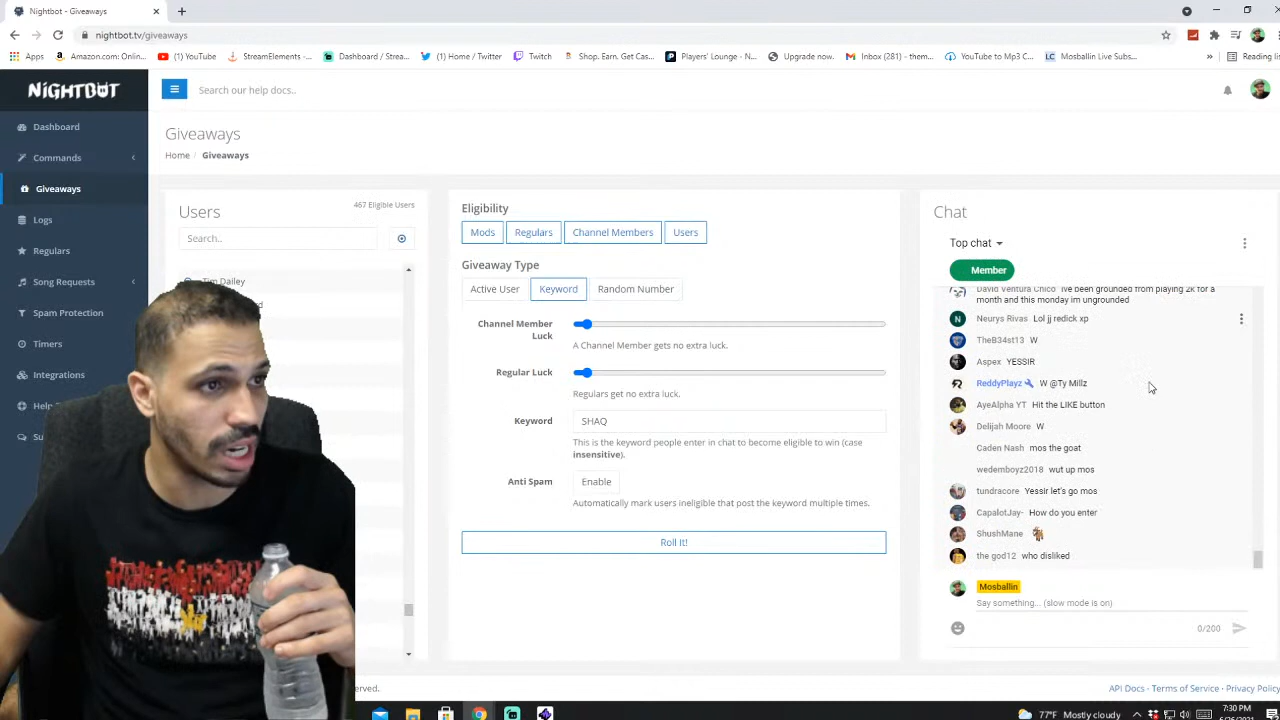 Nightbot - Giveaways
nightbot.tv/giveaways
Apps
Amazon.com: Onlin...
(1) YouTube
StreamElements -...
Dashboard / Strea...
(1) Home / Twitter
Twitch
Shop. Earn. Get Cas...
Players' Lounge - N...
Upgrade now...
Inbox (281) - them...
YouTube to Mp3 C...
Mosballin Live Subs...
»
Reading lis
NIGHTBOT
Search our help docs..
Dashboard
Commands
Giveaways
Logs
Regulars
Song Requests
Spam Protection
Timers
Integrations
Giveaways
Home / Giveaways
Users
467 Eligible Users
Search..
Tim Dailey
Eligibility
Mods
Regulars
Channel Members
Users
Giveaway Type
Active User
Keyword
Random Number
Channel Member
Luck
A Channel Member gets no extra luck.
Regular Luck
Regulars get no extra luck.
Keyword
SHAQ
This is the keyword people enter in chat to become eligible to win (case
insensitive).
Anti Spam
Enable
Automatically mark users ineligible that post the keyword multiple times.
Roll It!
Chat
Top chat
Member
David Ventura Chico Ive been grounded from playing 2K for a
month and this monday im ungrounded
N
Neurys Rivas Lol jj redick xp
TheB34st13 W
Aspex YESSIR
ReddyPlayz W @Ty Millz
AyeAlpha YT Hit the LIKE button
Delijah Moore W
Caden Nash mos the goat
wedemboyz2018 wut up mos
tundracore Yessir let's go mos
CapalotJay- How do you enter
ShushMane
the god12 who disliked
Mosballin
Say something... (slow mode is on)
0/200
erved.
API Docs - Terms of Service - Privacy Policy
77°F Mostly cloudy
7:30 PM